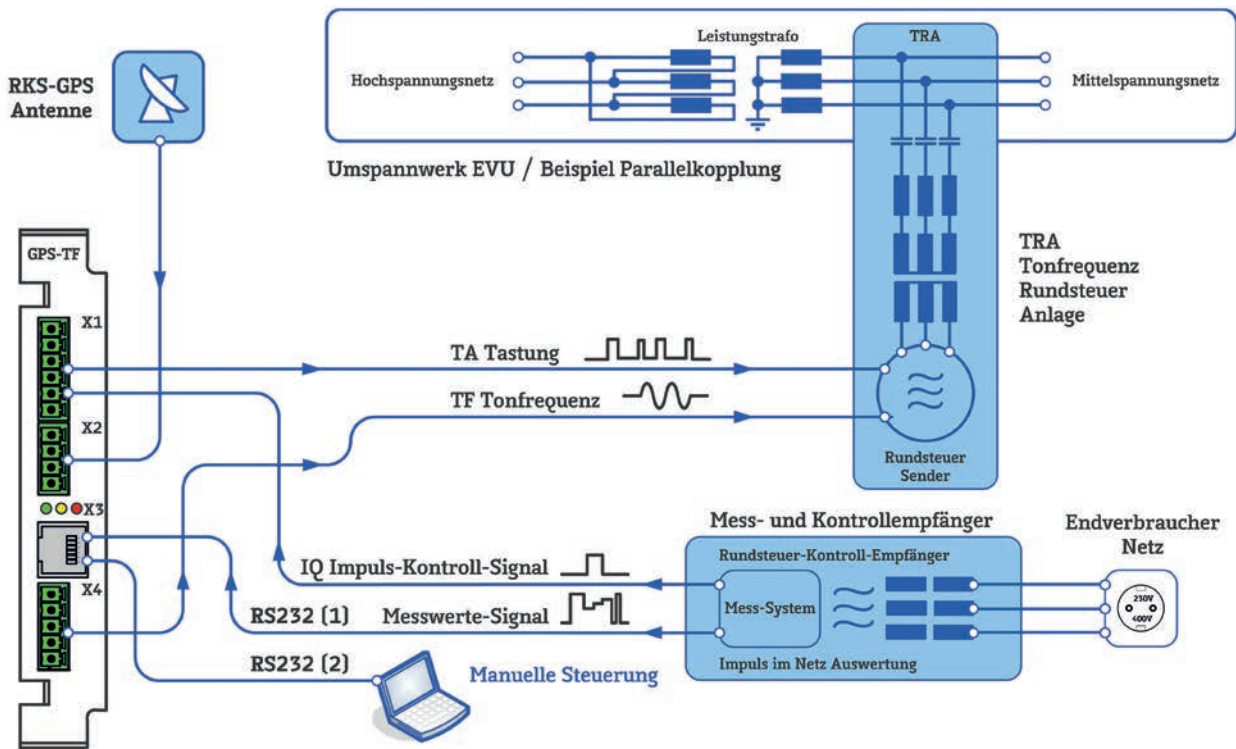 Leistungstrafo
TRA
Hochspannungsnetz
Mittelspannungsnetz
RKS-GPS
Antenne
Umspannwerk EVU / Beispiel Parallelkopplung
GPS-TF
X1
TRA
Tonfrequenz
Rundsteuer
Anlage
TA Tastung
TF Tonfrequenz
X2
Rundsteuer
Sender
X3
Mess- und Kontrollempfänger
Endverbraucher
Netz
Rundsteuer-Kontroll-Empfänger
IQ Impuls-Kontroll-Signal
X4
Mess-System
230V
400V
RS232 (1)
Messwerte-Signal
RS232 (2)
Manuelle Steuerung
Impuls im Netz Auswertung